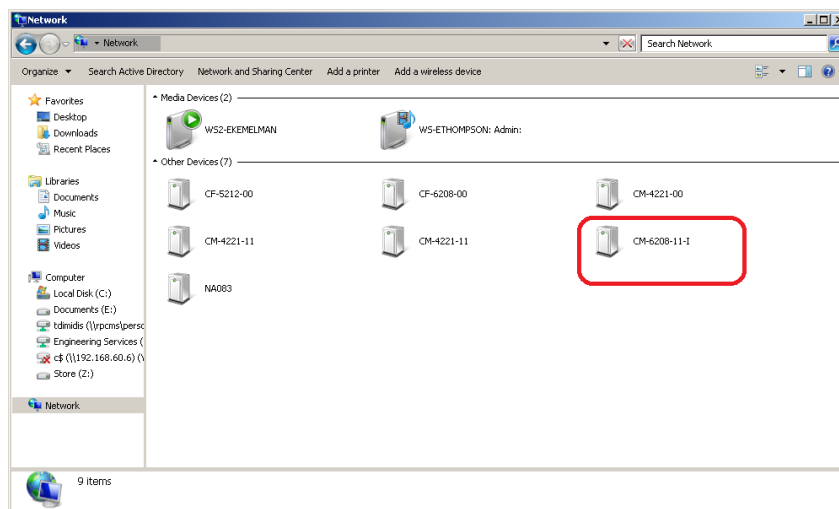 Network
Network
Search Network
Organize
Search Active Directory
Network and Sharing Center
Add a printer
Add a wireless device
Favorites
Desktop
Downloads
Recent Places
Libraries
Documents
Music
Pictures
Videos
Computer
Local Disk (C:)
Documents (E:)
tdimidis (\\rpcms\perso
Engineering Services (
c$ (\\192.168.60.6) (\
Store (Z:)
Network
Media Devices (2)
WS2-EKEMELMAN
WS-ETHOMPSON: Admin:
Other Devices (7)
CF-5212-00
CF-6208-00
CM-4221-00
CM-4221-11
CM-4221-11
CM-6208-11-I
NA083
9 items